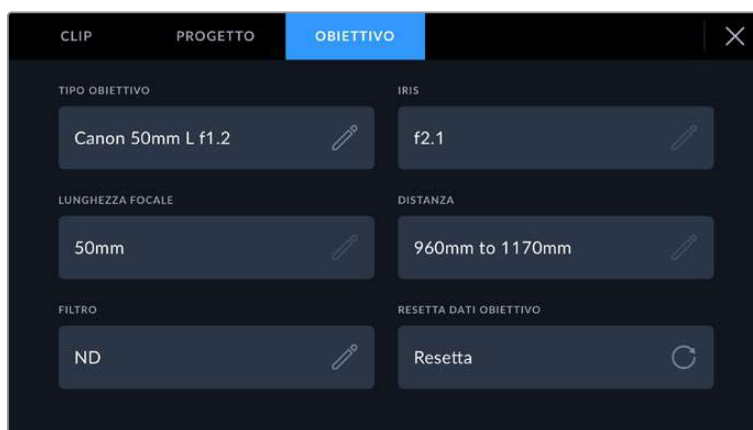 CLIP PROGETTO OBIETTIVO
TIPO OBIETTIVO IRIS
Canon 50mm L f1.2 f2.1
LUNGHEZZA FOCALE DISTANZA
50mm 960mm to 1170mm
FILTRO RESETTA DATI OBIETTIVO
ND Resetta